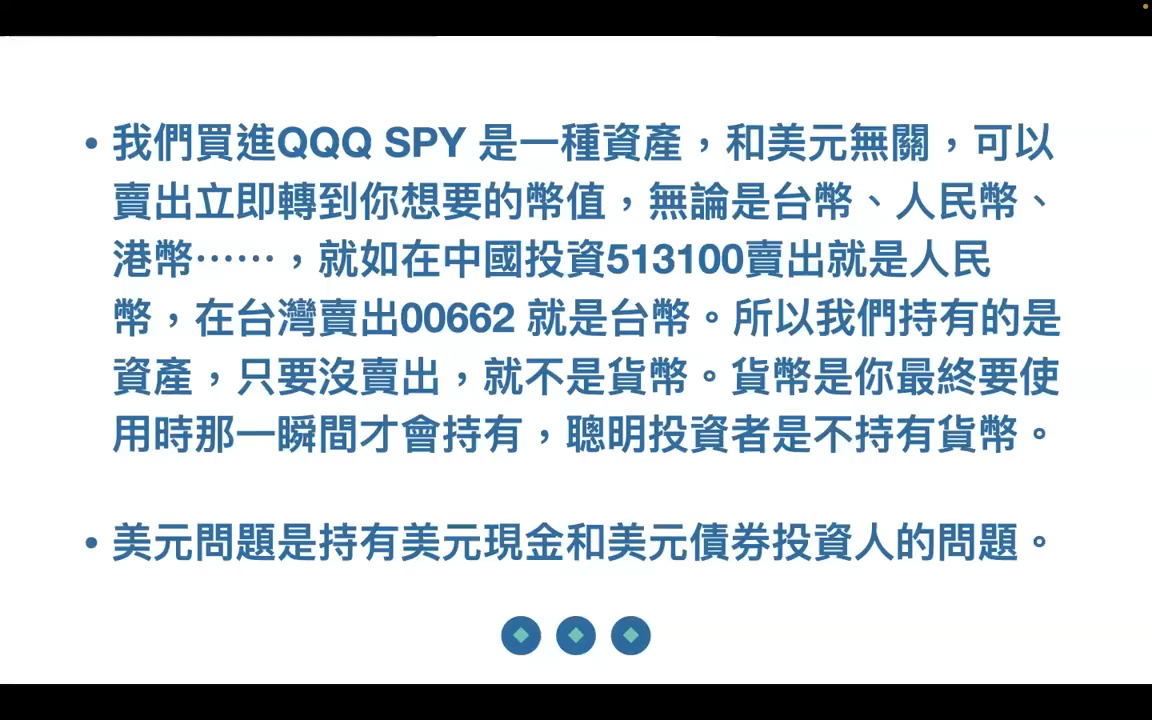 • 我們買進QQQ SPY 是一種資產，和美元無關，可以
賣出立即轉到你想要的幣值，無論是台幣、人民幣、
港幣⋯⋯，就如在中國投資513100賣出就是人民
幣，在台灣賣出00662 就是台幣。所以我們持有的是
資產，只要沒賣出，就不是貨幣。貨幣是你最終要使
用時那一瞬間才會持有，聰明投資者是不持有貨幣。
• 美元問題是持有美元現金和美元債券投資人的問題。